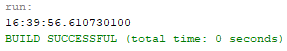 run:
16:39:56.610730100
BUILD SUCCESSFUL (total time: 0 seconds)